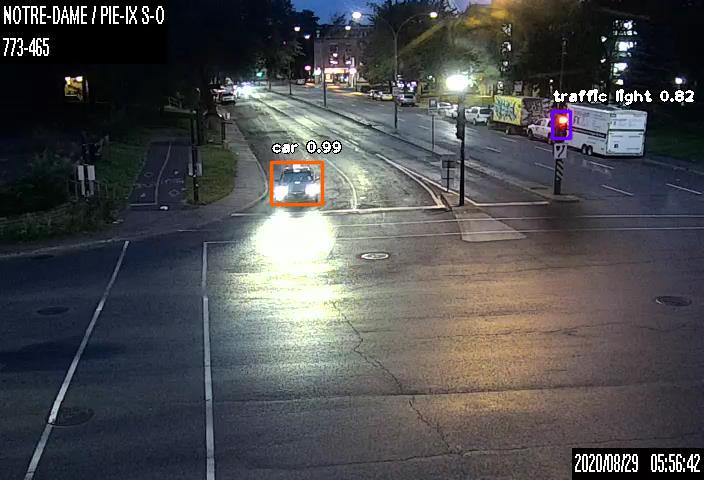 NOTRE-DAME / PIE-IX S-O
773-465
traffic light 0.82
car 0.99
2020/08/29 05:56:42